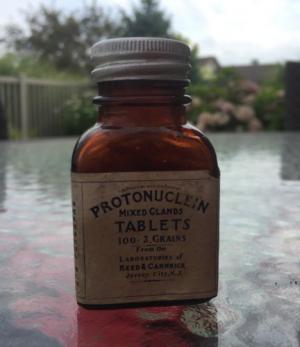 PROTONUCLEIN
MIXED GLANDS
TABLETS
100-3 GRAINS
From the
LABORATORIES of
REED & CARNRICK
Jersey City, N.J.